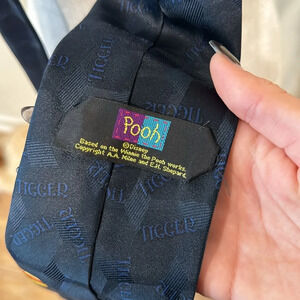 Pooh
©Disney
Based on the Winnie the Pooh works.
Copyright A.A. Milne and E.H. Shepard.
TIGGER
TIGGER
TIGGER
TIGGER
TIGGER